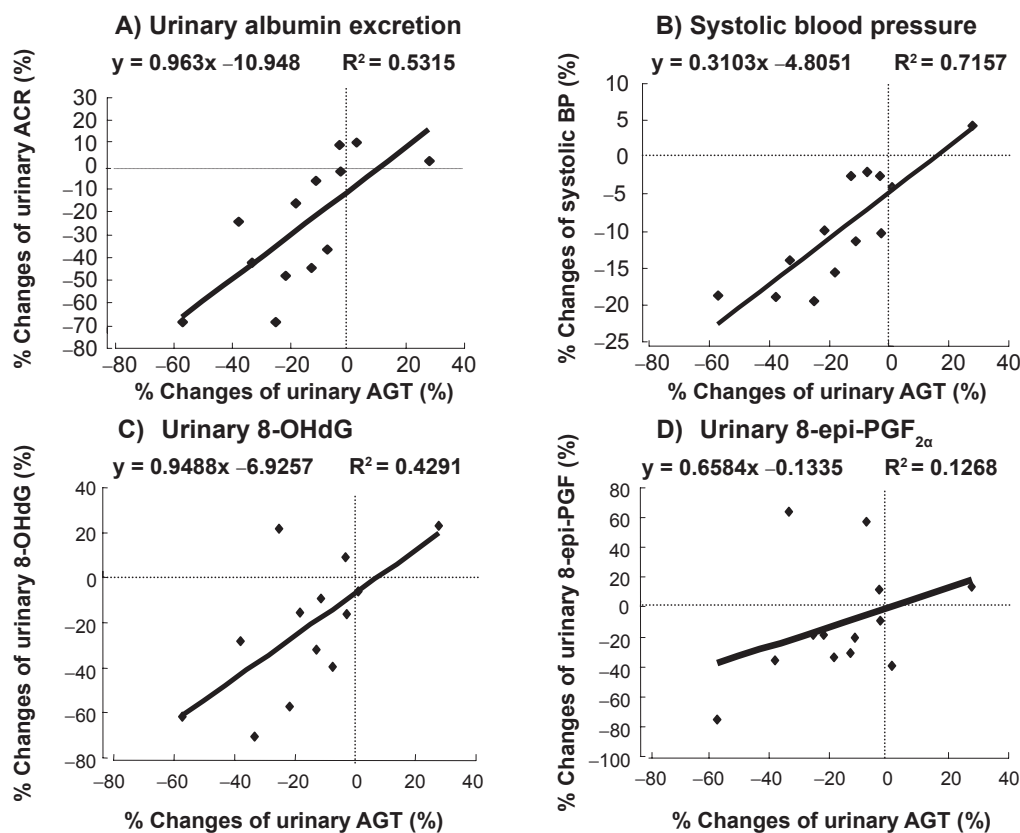 A) Urinary albumin excretion
y = 0.963x –10.948 R² = 0.5315
% Changes of urinary ACR (%)
30
20
10
0
–10
–20
–30
–40
–50
–60
–70
–80
–80 –60 –40 –20 0 20 40
% Changes of urinary AGT (%)
B) Systolic blood pressure
y = 0.3103x –4.8051 R² = 0.7157
% Changes of systolic BP (%)
10
5
0
–5
–10
–15
–20
–25
–80 –60 –40 –20 0 20 40
% Changes of urinary AGT (%)
C) Urinary 8-OHdG
y = 0.9488x –6.9257 R² = 0.4291
% Changes of urinary 8-OHdG (%)
40
20
0
–20
–40
–60
–80
–80 –60 –40 –20 0 20 40
% Changes of urinary AGT (%)
D) Urinary 8-epi-PGF₂α
y = 0.6584x –0.1335 R² = 0.1268
% Changes of urinary 8-epi-PGF (%)
80
60
40
20
0
–20
–40
–60
–80
–100
–80 –60 –40 –20 0 20 40
% Changes of urinary AGT (%)